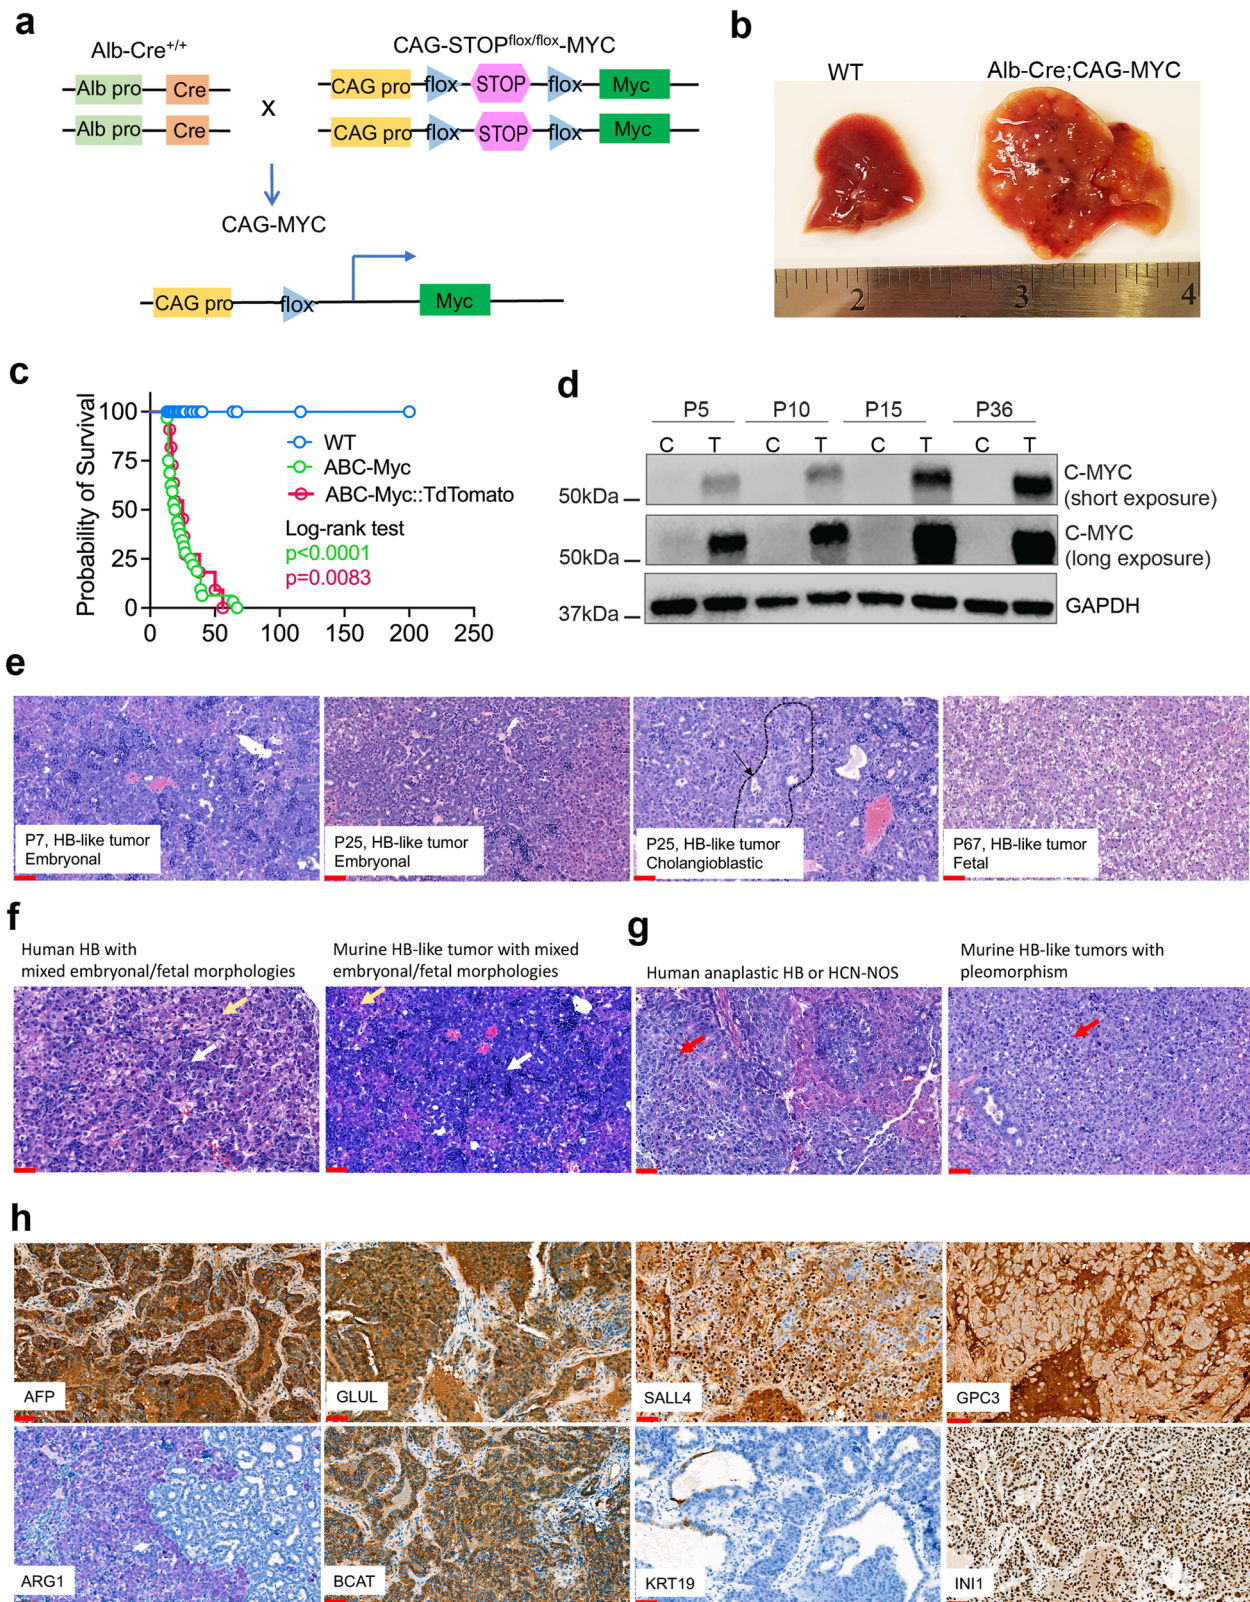 a
Alb-Cre+/+
CAG-STOPflox/flox-MYC
Alb pro Cre
CAG pro flox STOP flox Myc
Alb pro Cre
x
CAG pro flox STOP flox Myc
CAG-MYC
CAG pro flox Myc
b
WT Alb-Cre;CAG-MYC
2 3 4
c
Probability of Survival
100
75
50
25
0
0 50 100 150 200 250
WT
ABC-Myc
ABC-Myc::TdTomato
Log-rank test
p<0.0001
p=0.0083
d
P5 P10 P15 P36
C T C T C T C T
50kDa
C-MYC
(short exposure)
50kDa
C-MYC
(long exposure)
37kDa
GAPDH
e
P7, HB-like tumor
Embryonal
P25, HB-like tumor
Embryonal
P25, HB-like tumor
Cholangioblastic
P67, HB-like tumor
Fetal
f
Human HB with
mixed embryonal/fetal morphologies
Murine HB-like tumor with mixed
embryonal/fetal morphologies
g
Human anaplastic HB or HCN-NOS
Murine HB-like tumors with
pleomorphism
h
AFP
GLUL
SALL4
GPC3
ARG1
BCAT
KRT19
INI1